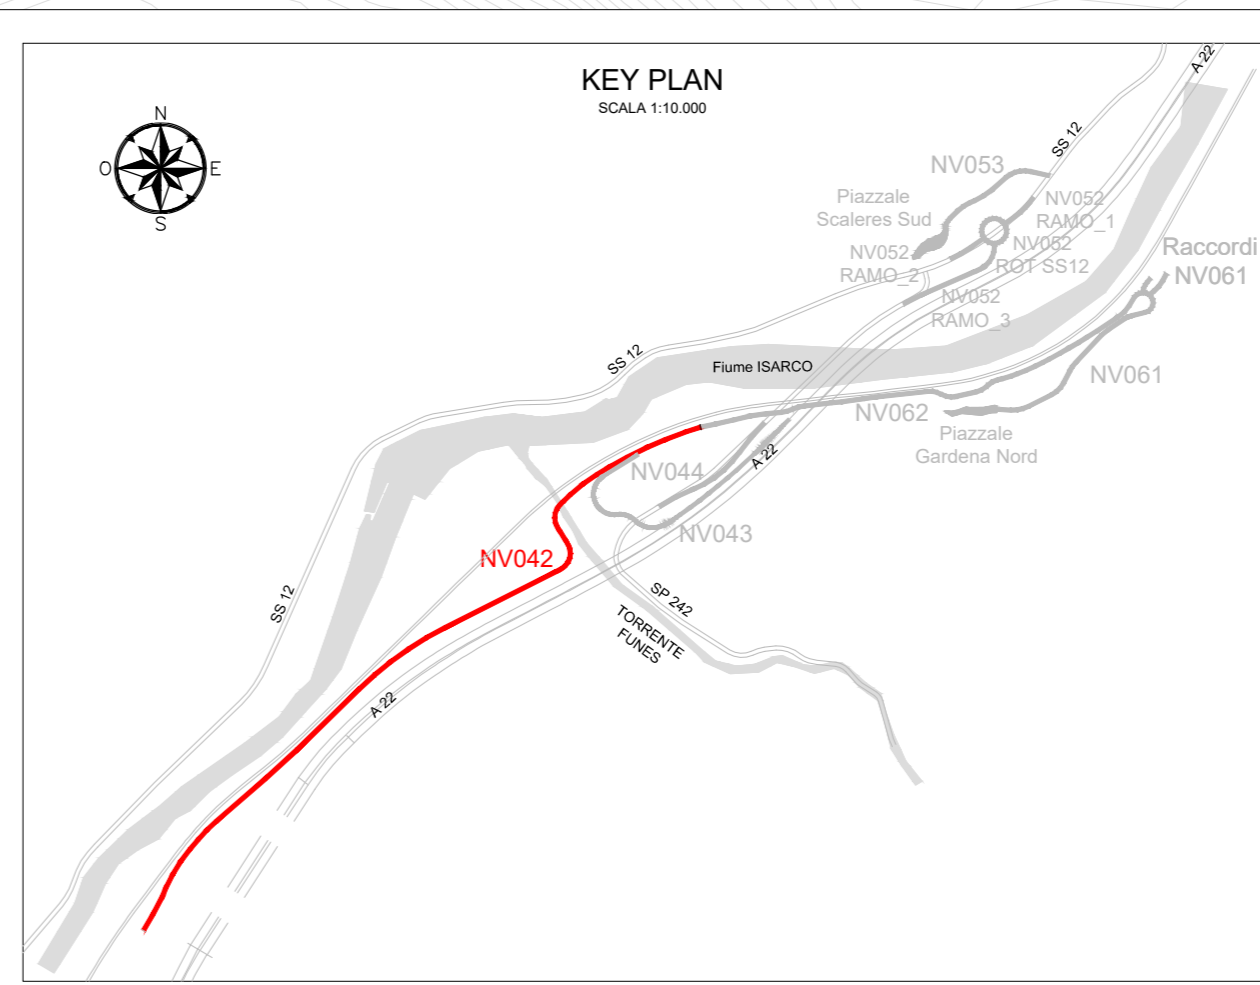 KEY PLAN
SCALA 1:10.000
N
O
E
S
A 22
SS 12
NV053
Piazzale
Scaleres Sud
NV052
RAMO_1
NV052
ROT SS12
NV052
RAMO_2
Raccordi
NV061
NV052
RAMO_3
SS 12
Fiume ISARCO
NV061
NV062
Piazzale
Gardena Nord
A 22
NV044
NV043
NV042
SS 12
SP 242
TORRENTE
FUNES
A 22